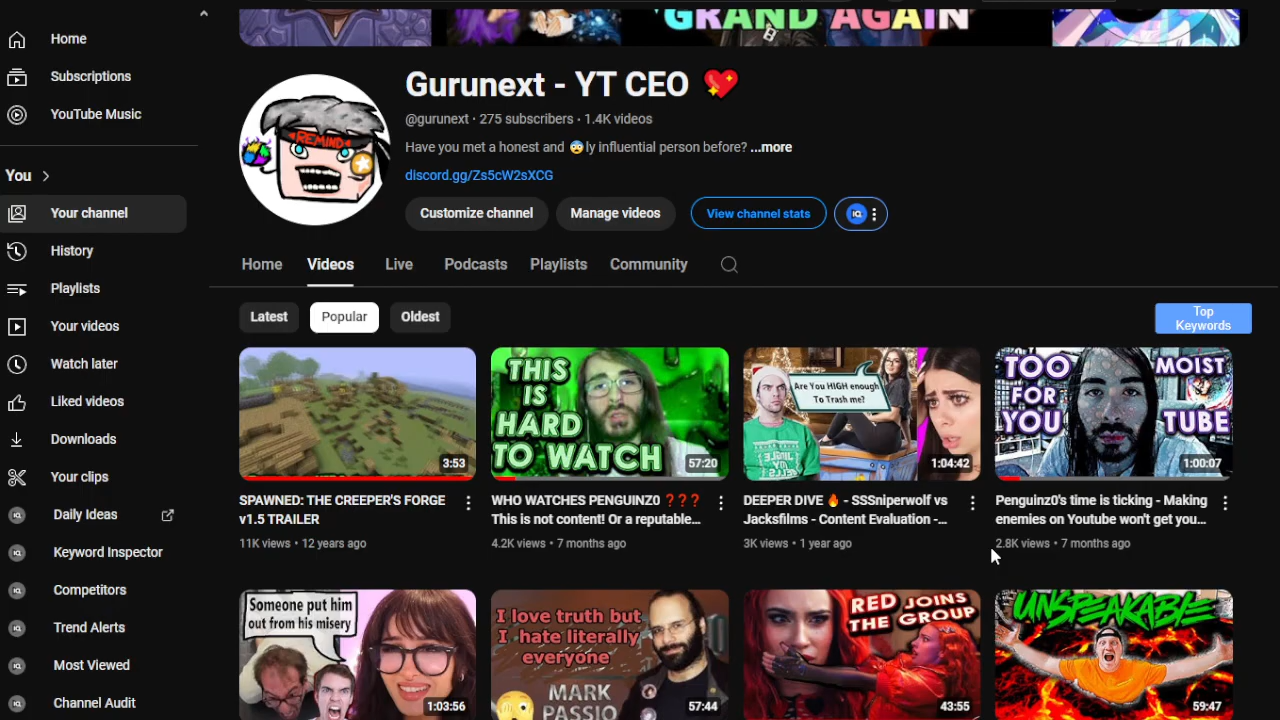 GRAND AGAIN
Home
Subscriptions
YouTube Music
You
Your channel
History
Playlists
Your videos
Watch later
Liked videos
Downloads
Your clips
Daily Ideas
Keyword Inspector
Competitors
Trend Alerts
Most Viewed
Channel Audit
REMIND
Gurunext - YT CEO 💖
@gurunext · 275 subscribers · 1.4K videos
Have you met a honest and 😨ly influential person before? ...more
discord.gg/Zs5cW2sXCG
Customize channel
Manage videos
View channel stats
IQ
Home
Videos
Live
Podcasts
Playlists
Community
Latest
Popular
Oldest
Top
Keywords
3:53
SPAWNED: THE CREEPER'S FORGE
v1.5 TRAILER
11K views · 12 years ago
THIS
IS
HARD
TO WATCH
57:20
WHO WATCHES PENGUINZ0 ❓❓❓
This is not content! Or a reputable...
4.2K views · 7 months ago
Are You HIGH enough
To Trash me?
1:04:42
DEEPER DIVE 🔥 - SSSniperwolf vs
Jacksfilms - Content Evaluation -...
3K views · 1 year ago
TOO
FOR
YOU
MOIST
TUBE
1:00:07
Penguinz0's time is ticking - Making
enemies on Youtube won't get you...
2.8K views · 7 months ago
Someone put him
out from his misery
1:03:56
I love truth but
I hate literally
everyone
MARK
PASSIO
57:44
RED JOINS
THE GROUP
43:55
UNSPEAKABLE
59:47